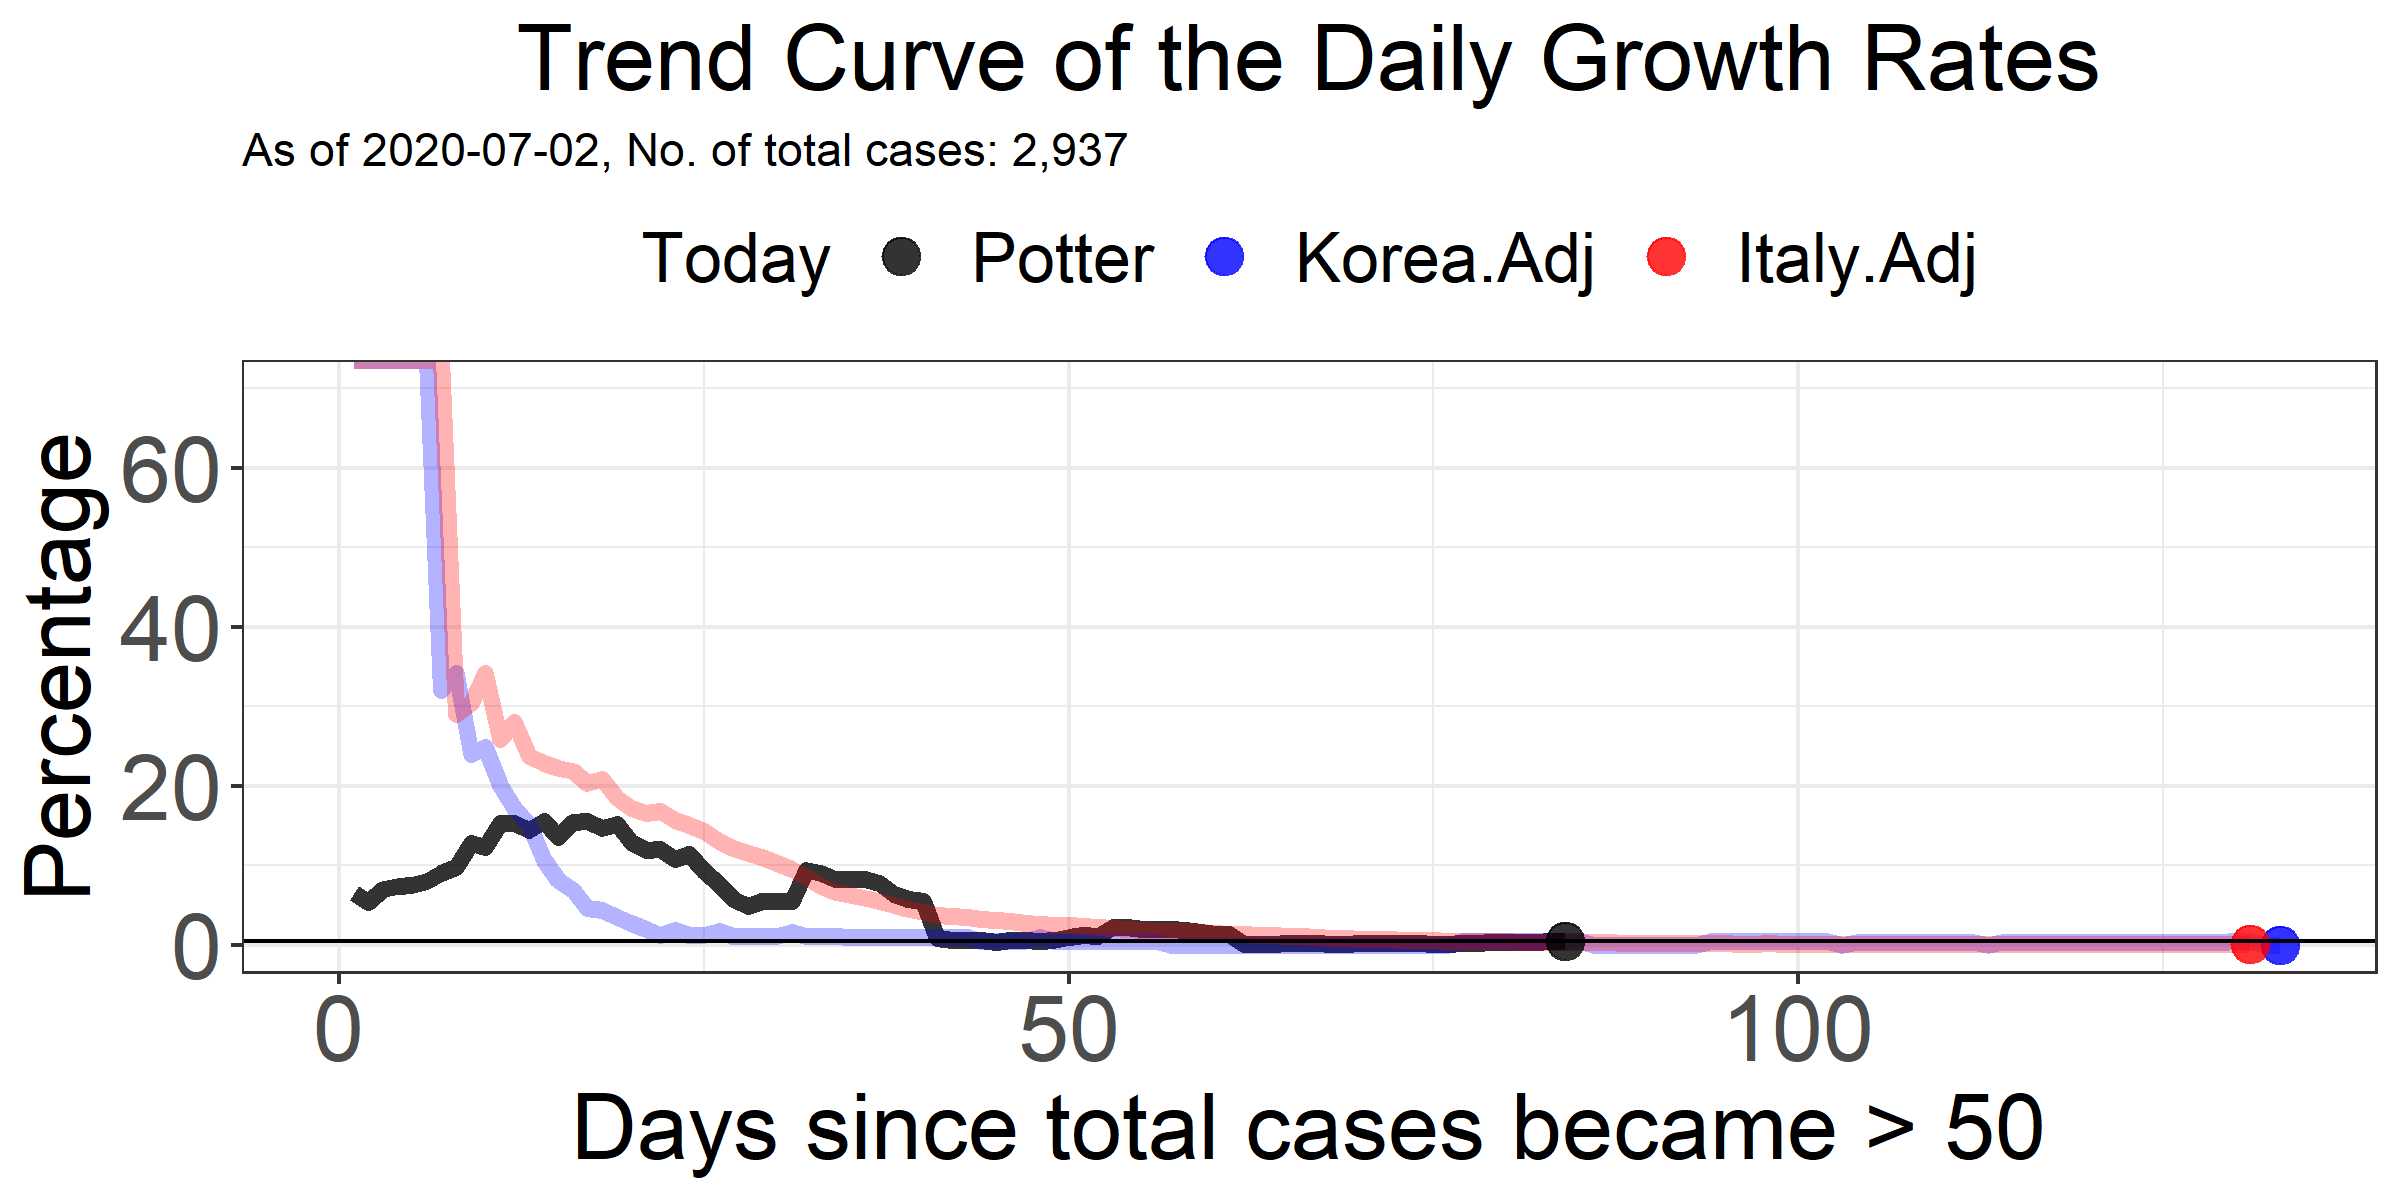 Trend Curve of the Daily Growth Rates
As of 2020-07-02, No. of total cases: 2,937
Today Potter Korea.Adj Italy.Adj
Percentage
60
40
20
0
0 50 100
Days since total cases became > 50